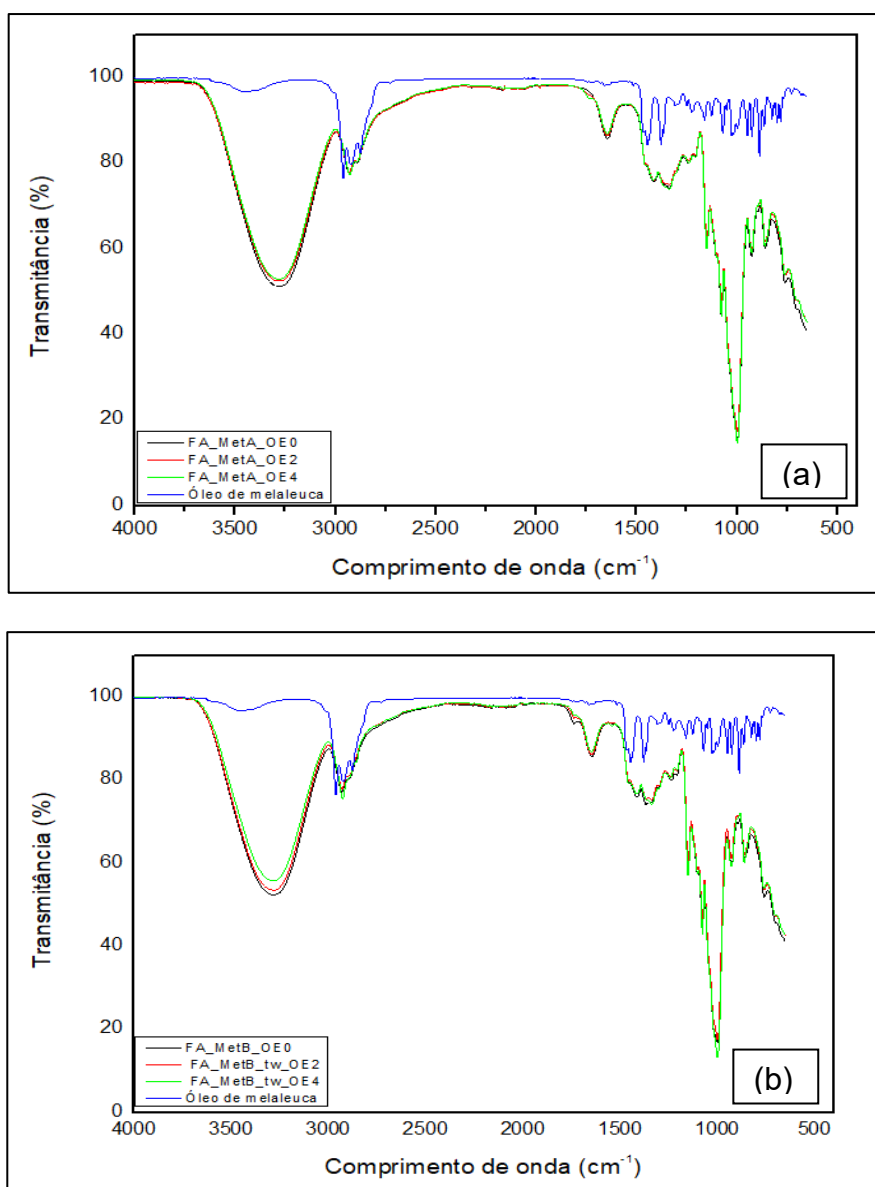 100
80
60
40
20
0
Transmitância (%)
FA_MetA_OE0
FA_MetA_OE2
FA_MetA_OE4
Óleo de melaleuca
(a)
4000 3500 3000 2500 2000 1500 1000 500
Comprimento de onda (cm⁻¹)
100
80
60
40
20
0
Transmitância (%)
FA_MetB_OE0
FA_MetB_tw_OE2
FA_MetB_tw_OE4
Óleo de melaleuca
(b)
4000 3500 3000 2500 2000 1500 1000 500
Comprimento de onda (cm⁻¹)